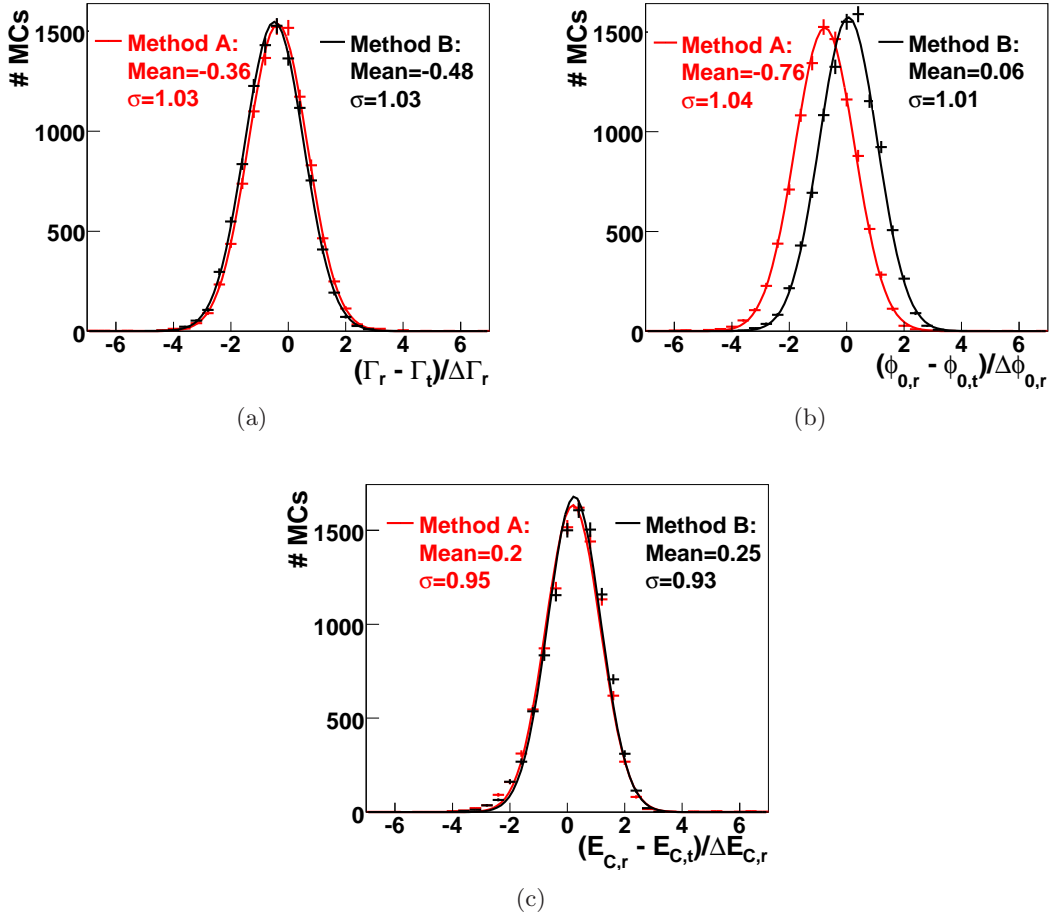 # MCs
1500
1000
500
0
Method A:
Mean=-0.36
σ=1.03
Method B:
Mean=-0.48
σ=1.03
-6 -4 -2 0 2 4 6
(Γr - Γt)/ΔΓr
(a)
# MCs
1500
1000
500
0
Method A:
Mean=-0.76
σ=1.04
Method B:
Mean=0.06
σ=1.01
-6 -4 -2 0 2 4 6
(ϕ0,r - ϕ0,t)/Δϕ0,r
(b)
# MCs
1500
1000
500
0
Method A:
Mean=0.2
σ=0.95
Method B:
Mean=0.25
σ=0.93
-6 -4 -2 0 2 4 6
(EC,r - EC,t)/ΔEC,r
(c)